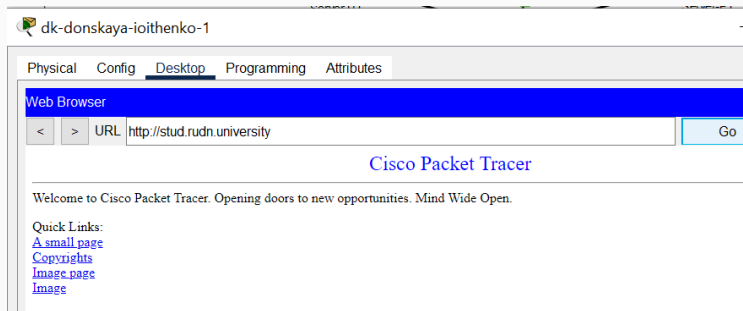 dk-donskaya-ioithenko-1
Physical Config Desktop Programming Attributes
Web Browser
< > URL http://stud.rudn.university Go
Cisco Packet Tracer
Welcome to Cisco Packet Tracer. Opening doors to new opportunities. Mind Wide Open.
Quick Links:
A small page
Copyrights
Image page
Image